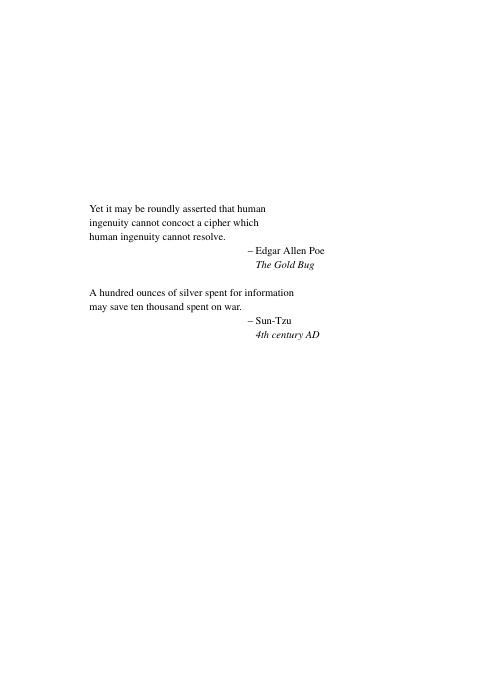 Yet it may be roundly asserted that human
ingenuity cannot concoct a cipher which
human ingenuity cannot resolve.
– Edgar Allen Poe
The Gold Bug
A hundred ounces of silver spent for information
may save ten thousand spent on war.
– Sun-Tzu
4th century AD